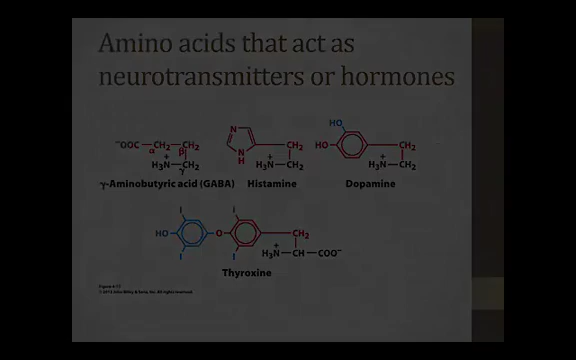 Amino acids that act as
neurotransmitters or hormones
⁻OOC—CH₂—CH₂
α β
H₃N⁺—CH₂
γ
γ-Aminobutyric acid (GABA)
N
N
H
CH₂
H₃N⁺—CH₂
Histamine
HO
HO
CH₂
H₃N⁺—CH₂
Dopamine
I I
HO O CH₂
I I
H₃N⁺—CH—COO⁻
Thyroxine